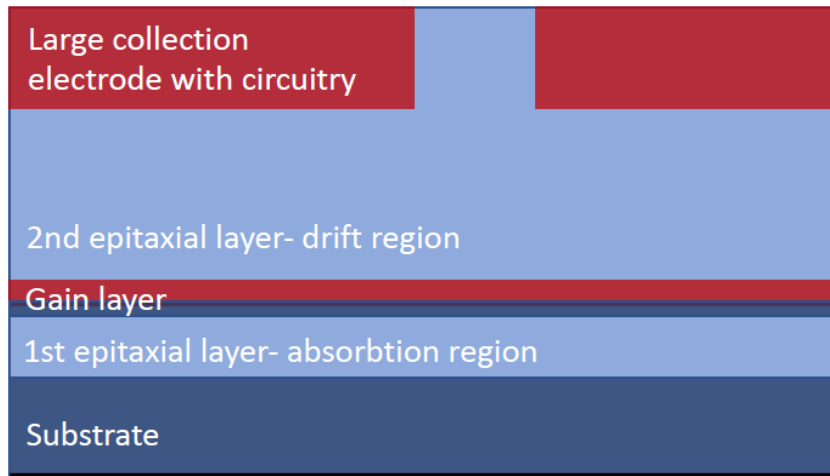 Large collection
electrode with circuitry
2nd epitaxial layer- drift region
Gain layer
1st epitaxial layer- absorbtion region
Substrate